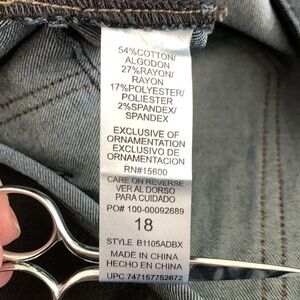 54%COTTON/
ALGODON
27%RAYON/
RAYON
17%POLYESTER/
POLIESTER
2%SPANDEX/
SPANDEX
EXCLUSIVE OF
ORNAMENTATION
EXCLUSIVO DE
ORNAMENTACION
RN#15600
CARE ON REVERSE
VER AL DORSO
PARA CUIDADO
PO# 100-00092689
18
STYLE B1105ADBX
MADE IN CHINA
HECHO EN CHINA
UPC 747157752672